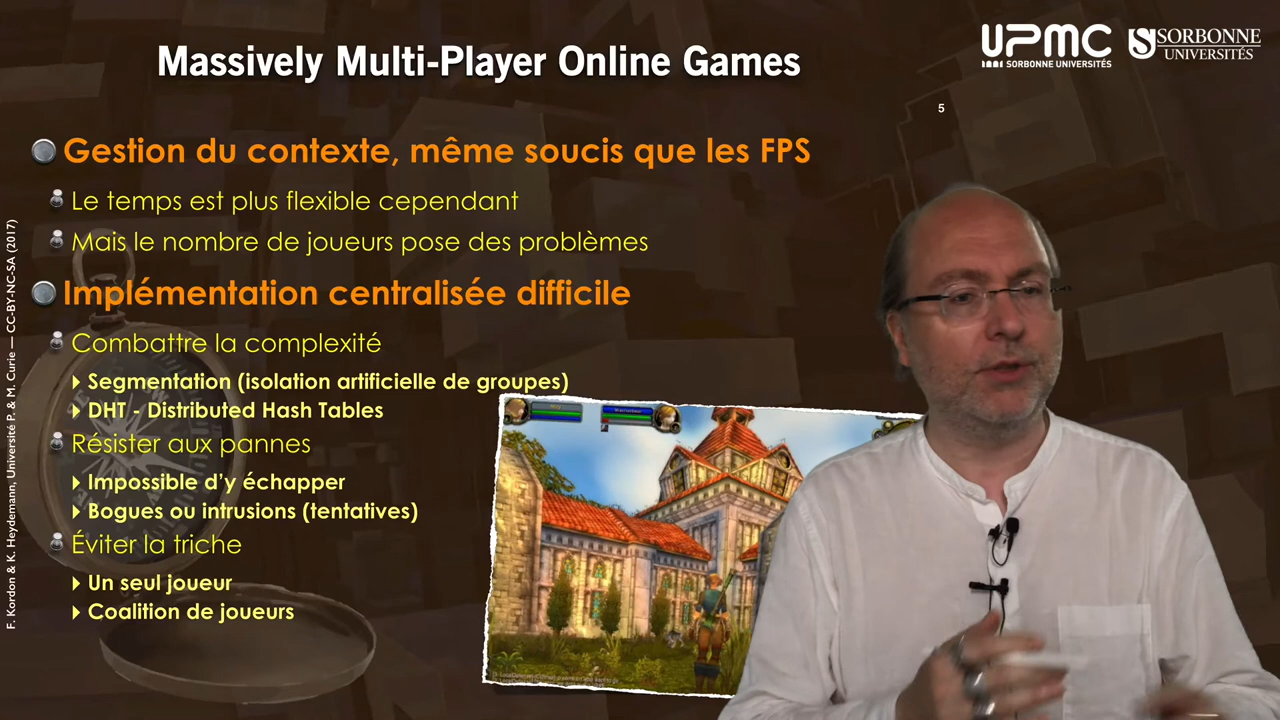 Massively Multi-Player Online Games
UPMC
SORBONNE UNIVERSITÉS
SORBONNE
UNIVERSITÉS
5
Gestion du contexte, même soucis que les FPS
Le temps est plus flexible cependant
Mais le nombre de joueurs pose des problèmes
Implémentation centralisée difficile
Combattre la complexité
Segmentation (isolation artificielle de groupes)
DHT - Distributed Hash Tables
Résister aux pannes
Impossible d'y échapper
Bogues ou intrusions (tentatives)
Éviter la triche
Un seul joueur
Coalition de joueurs
F. Kordon & K. Heydemann, Université P. & M. Curie — CC-BY-NC-SA (2017)